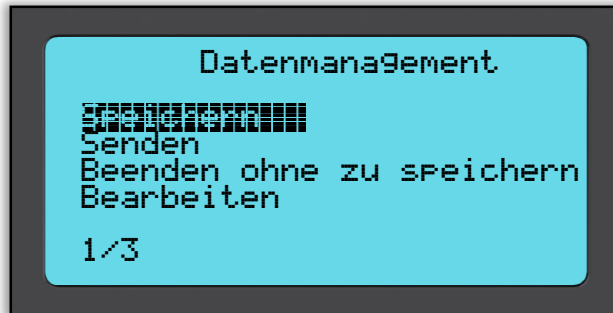 Datenmanagement
Speichern
Senden
Beenden ohne zu speichern
Bearbeiten
1/3